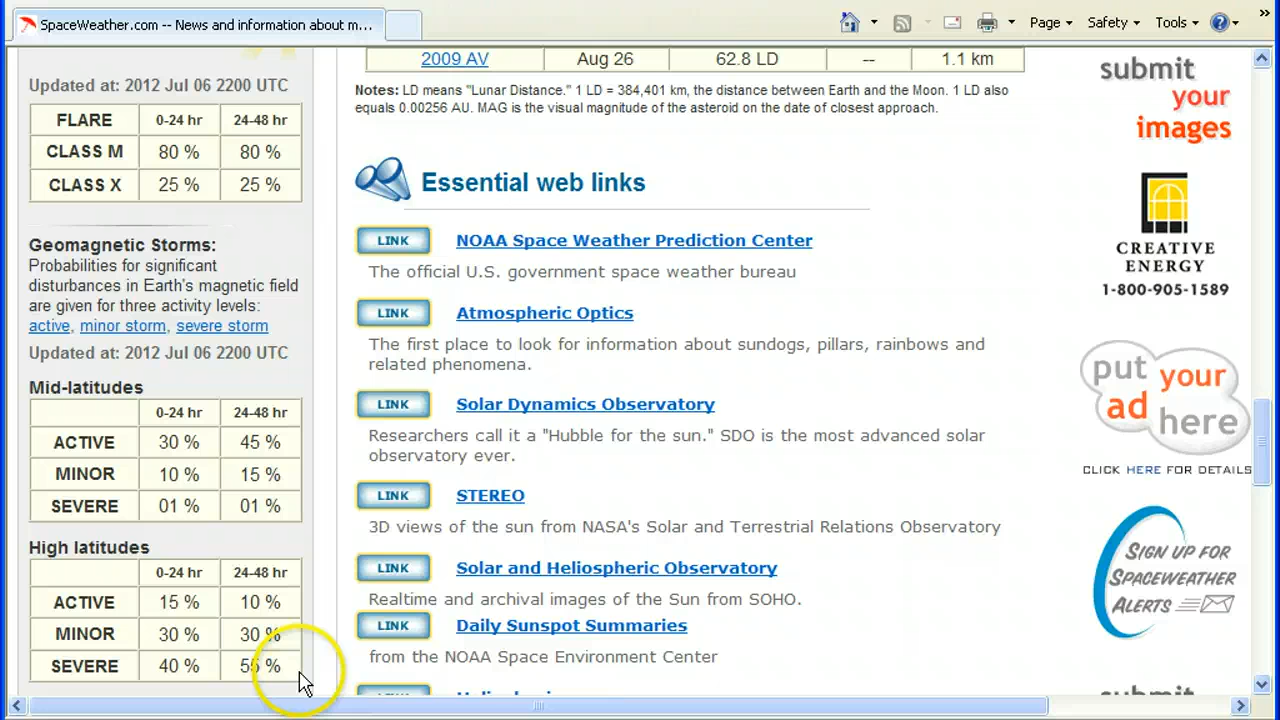 SpaceWeather.com -- News and information about m...
Page
Safety
Tools
Updated at: 2012 Jul 06 2200 UTC
FLARE 0-24 hr 24-48 hr
CLASS M 80 % 80 %
CLASS X 25 % 25 %
Geomagnetic Storms:
Probabilities for significant
disturbances in Earth's magnetic field
are given for three activity levels:
active, minor storm, severe storm
Updated at: 2012 Jul 06 2200 UTC
Mid-latitudes
0-24 hr 24-48 hr
ACTIVE 30 % 45 %
MINOR 10 % 15 %
SEVERE 01 % 01 %
High latitudes
0-24 hr 24-48 hr
ACTIVE 15 % 10 %
MINOR 30 % 30 %
SEVERE 40 % 55 %
2009 AV Aug 26 62.8 LD -- 1.1 km
Notes: LD means "Lunar Distance." 1 LD = 384,401 km, the distance between Earth and the Moon. 1 LD also
equals 0.00256 AU. MAG is the visual magnitude of the asteroid on the date of closest approach.
Essential web links
LINK NOAA Space Weather Prediction Center
The official U.S. government space weather bureau
LINK Atmospheric Optics
The first place to look for information about sundogs, pillars, rainbows and
related phenomena.
LINK Solar Dynamics Observatory
Researchers call it a "Hubble for the sun." SDO is the most advanced solar
observatory ever.
LINK STEREO
3D views of the sun from NASA's Solar and Terrestrial Relations Observatory
LINK Solar and Heliospheric Observatory
Realtime and archival images of the Sun from SOHO.
LINK Daily Sunspot Summaries
from the NOAA Space Environment Center
submit
your
images
CREATIVE
ENERGY
1-800-905-1589
put your
ad here
CLICK HERE FOR DETAILS
SIGN UP FOR
SPACEWEATHER
ALERTS
submit